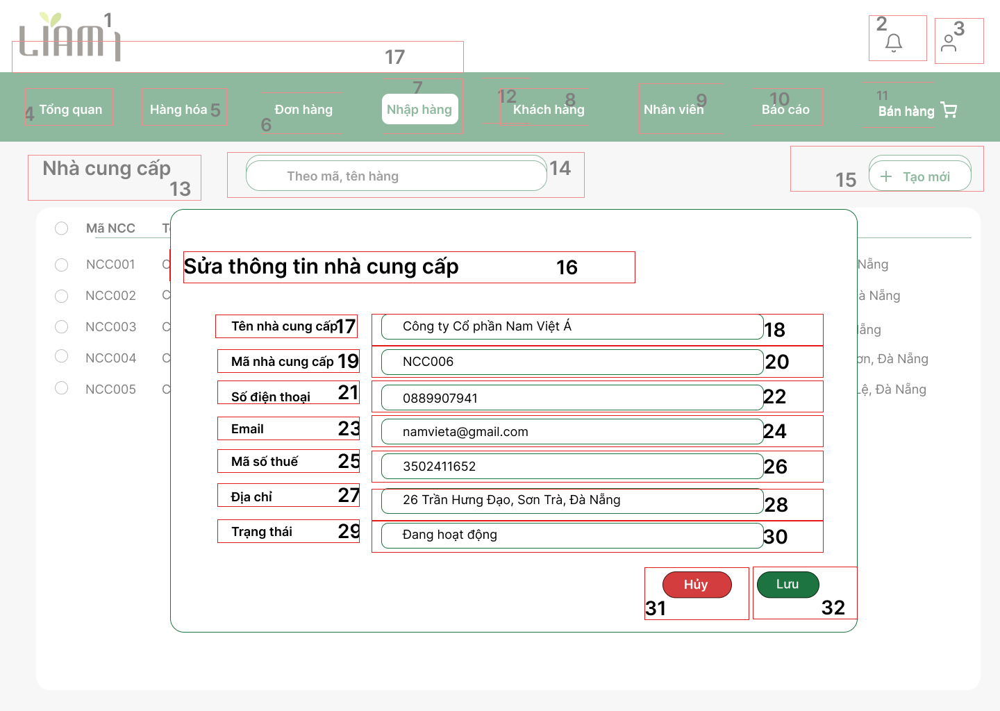 LIAM
1
2
3
17
4 Tổng quan
Hàng hóa 5
Đơn hàng
6
7
Nhập hàng
12
8
Khách hàng
Nhân viên
9
10
Báo cáo
11
Bán hàng
Nhà cung cấp
13
Theo mã, tên hàng
14
15
Tạo mới
Mã NCC
NCC001
Nẵng
NCC002
Nẵng
NCC003
NCC004
Đà Nẵng
NCC005
Đà Nẵng
Sửa thông tin nhà cung cấp 16
Tên nhà cung cấp 17
Công ty Cổ phần Nam Việt Á 18
Mã nhà cung cấp 19
NCC006 20
Số điện thoại 21
0889907941 22
Email 23
namvieta@gmail.com 24
Mã số thuế 25
3502411652 26
Địa chỉ 27
26 Trần Hưng Đạo, Sơn Trà, Đà Nẵng 28
Trạng thái 29
Đang hoạt động 30
Hủy
31
Lưu
32